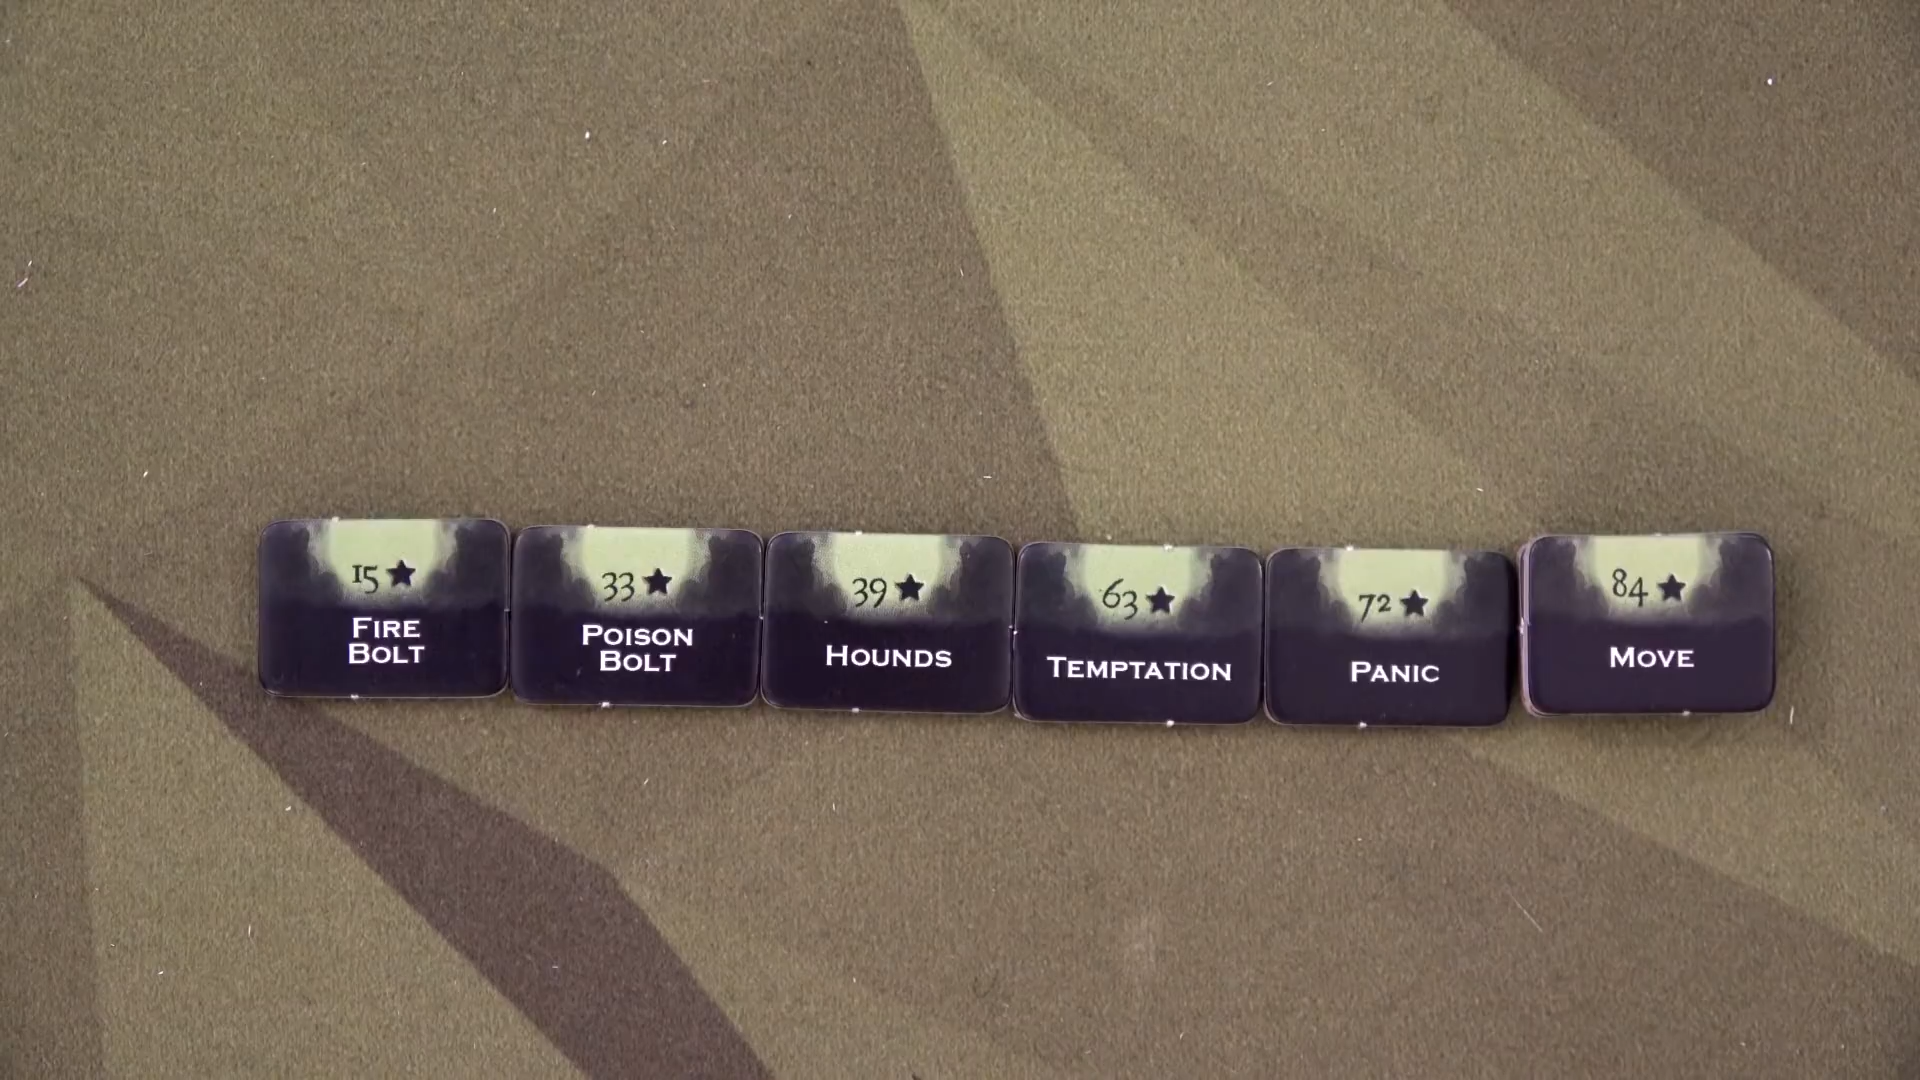 15 ★
FIRE
BOLT
33 ★
POISON
BOLT
39 ★
HOUNDS
63 ★
TEMPTATION
72 ★
PANIC
84 ★
MOVE